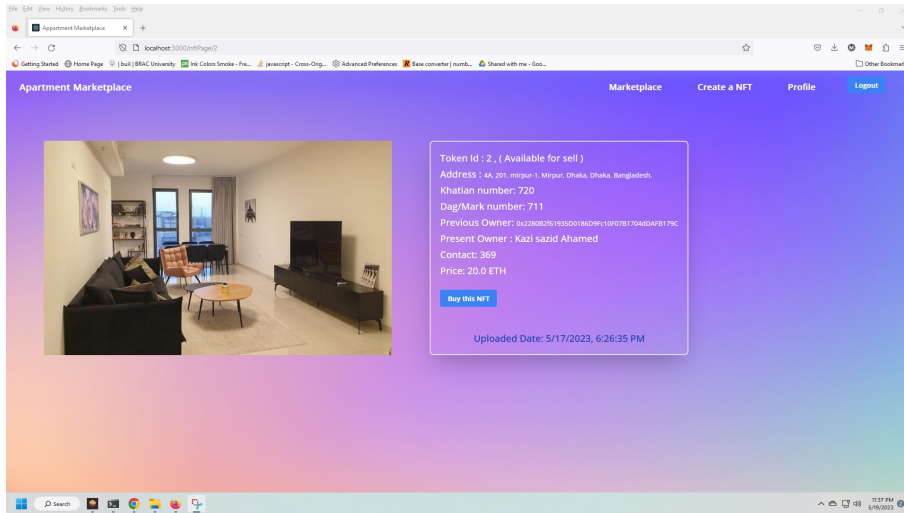 File Edit View History Bookmarks Tools Help
Appartment Marketplace
localhost:3000/nftPage/2
Getting Started Home Page | buX | BRAC University Ink Colors Smoke - Fre... javascript - Cross-Orig... Advanced Preferences Base converter | numb... Shared with me - Goo... Other Bookmar
Apartment Marketplace Marketplace Create a NFT Profile Logout
Token Id : 2 , ( Available for sell )
Address : 4A, 201, mirpur-1, Mirpur, Dhaka, Dhaka, Bangladesh.
Khatian number: 720
Dag/Mark number: 711
Previous Owner: 0x2280B2f61935D0186D9Fc10F07B1704dDAFB179C
Present Owner : Kazi sazid Ahamed
Contact: 369
Price: 20.0 ETH
Buy this NFT
Uploaded Date: 5/17/2023, 6:26:35 PM
Search
11:37 PM
5/19/2023